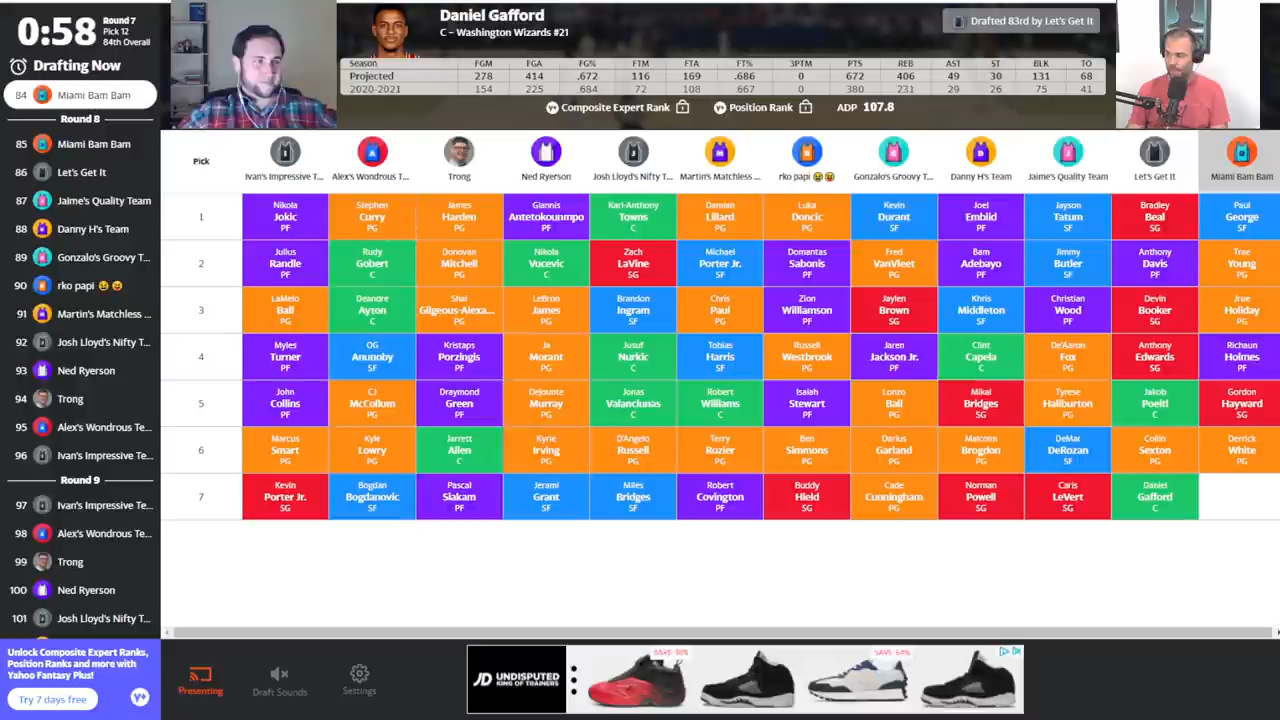 0:58
Round 7
Pick 12
84th Overall
Drafting Now
84 Miami Bam Bam
Round 8
85 Miami Bam Bam
86 Let's Get It
87 Jaime's Quality Team
88 Danny H's Team
89 Gonzalo's Groovy T...
90 rko papi 😢😝
91 Martin's Matchless ...
92 Josh Lloyd's Nifty T...
93 Ned Ryerson
94 Trong
95 Alex's Wondrous Te...
96 Ivan's Impressive Te...
Round 9
97 Ivan's Impressive Te...
98 Alex's Wondrous Te...
99 Trong
100 Ned Ryerson
101 Josh Lloyd's Nifty T...
Unlock Composite Expert Ranks, Position Ranks and more with Yahoo Fantasy Plus!
Try 7 days free
Y+
Daniel Gafford
C – Washington Wizards #21
Drafted 83rd by Let's Get It
Season FGM FGA FG% FTM FTA FT% 3PTM PTS REB AST STL BLK TO
Projected 278 414 .672 116 169 .686 0 672 406 49 30 131 68
2020-2021 154 225 .684 72 108 .667 0 380 231 29 26 75 41
Y+ Composite Expert Rank Y+ Position Rank ADP 107.8
Pick Ivan's Impressive T... Alex's Wondrous T... Trong Ned Ryerson Josh Lloyd's Nifty T... Martin's Matchless ... rko papi 😢😝 Gonzalo's Groovy T... Danny H's Team Jaime's Quality Team Let's Get It Miami Bam Bam
1 Nikola Jokic PF Stephen Curry PG James Harden PG Giannis Antetokounmpo PF Karl-Anthony Towns C Damian Lillard PG Luka Doncic PG Kevin Durant SF Joel Embiid PF Jayson Tatum SF Bradley Beal SG Paul George SF
2 Julius Randle PF Rudy Gobert C Donovan Mitchell PG Nikola Vucevic C Zach LaVine SG Michael Porter Jr. SF Domantas Sabonis PF Fred VanVleet PG Bam Adebayo PF Jimmy Butler SF Anthony Davis PF Trae Young PG
3 LaMelo Ball PG Deandre Ayton C Shai Gilgeous-Alexa... PG LeBron James PG Brandon Ingram SF Chris Paul PG Zion Williamson PF Jaylen Brown SG Khris Middleton SF Christian Wood PF Devin Booker SG Jrue Holiday PG
4 Myles Turner PF OG Anunoby SF Kristaps Porzingis PF Ja Morant PG Jusuf Nurkic C Tobias Harris SF Russell Westbrook PG Jaren Jackson Jr. PF Clint Capela C De'Aaron Fox PG Anthony Edwards SG Richaun Holmes PF
5 John Collins PF CJ McCollum PG Draymond Green PF Dejounte Murray PG Jonas Valanciunas C Robert Williams C Isaiah Stewart PF Lonzo Ball PG Mikal Bridges SG Tyrese Haliburton PG Jakob Poeltl C Gordon Hayward SG
6 Marcus Smart PG Kyle Lowry PG Jarrett Allen C Kyrie Irving PG D'Angelo Russell PG Terry Rozier PG Ben Simmons PG Darius Garland PG Malcolm Brogdon PG DeMar DeRozan SF Collin Sexton PG Derrick White PG
7 Kevin Porter Jr. SG Bogdan Bogdanovic SF Pascal Siakam PF Jerami Grant SF Miles Bridges SF Robert Covington PF Buddy Hield SG Cade Cunningham PG Norman Powell SG Caris LeVert SG Daniel Gafford C
Presenting
Draft Sounds
Settings
JD UNDISPUTED
KING OF TRAINERS